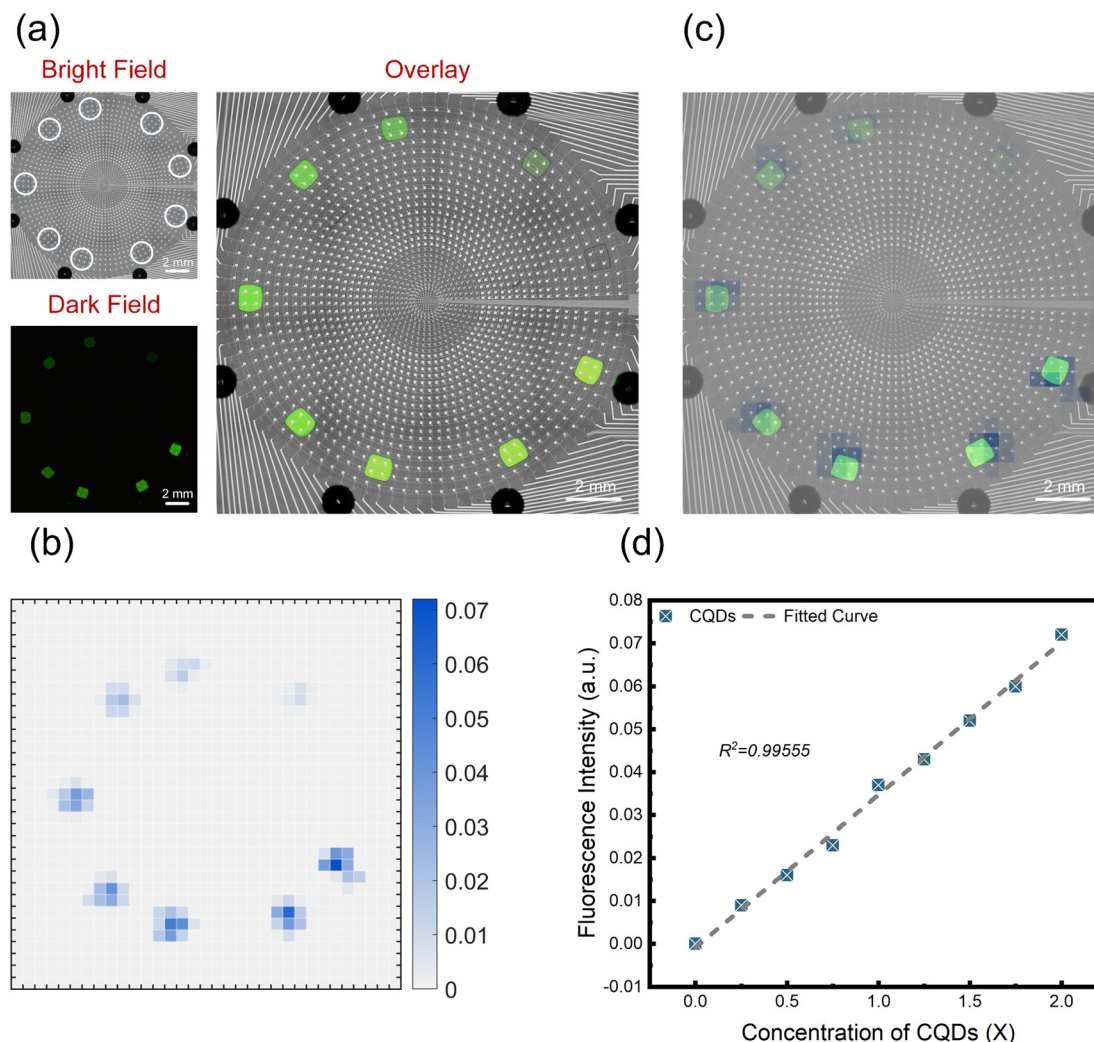 (a)
(c)
Bright Field
Overlay
2 mm
Dark Field
2 mm
2 mm
2 mm
(b)
(d)
0.07
0.06
0.05
0.04
0.03
0.02
0.01
0
0.08
0.07
0.06
0.05
0.04
0.03
0.02
0.01
0.00
-0.01
CQDs
Fitted Curve
R²=0.99555
Fluorescence Intensity (a.u.)
0.0 0.5 1.0 1.5 2.0
Concentration of CQDs (X)